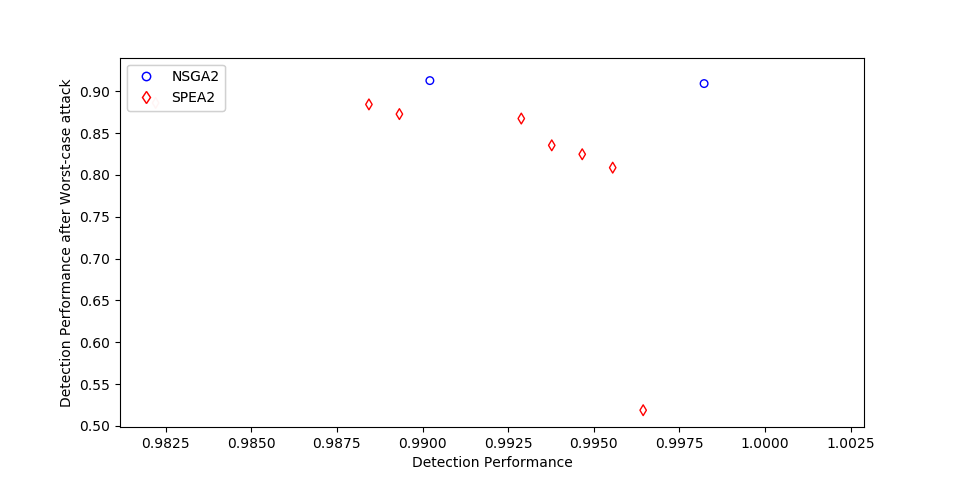 NSGA2
SPEA2
Detection Performance after Worst-case attack
0.90
0.85
0.80
0.75
0.70
0.65
0.60
0.55
0.50
0.9825 0.9850 0.9875 0.9900 0.9925 0.9950 0.9975 1.0000 1.0025
Detection Performance